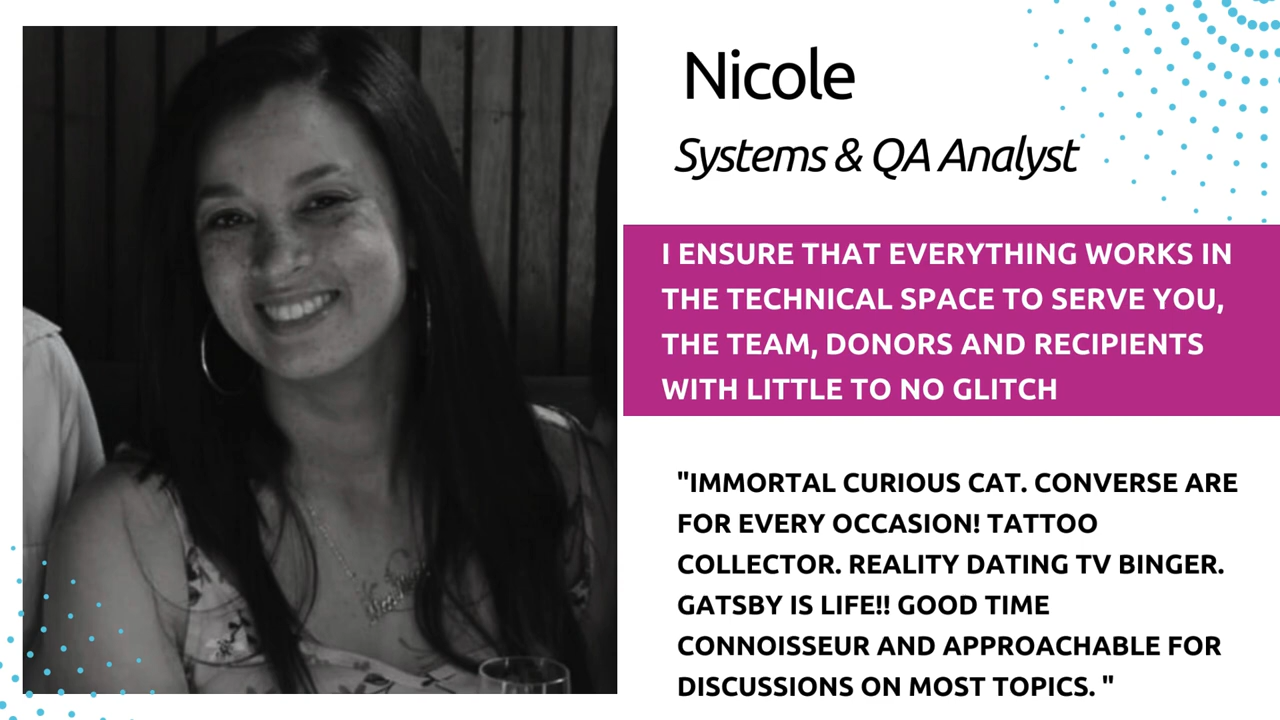 Nicole
Systems & QA Analyst
I ENSURE THAT EVERYTHING WORKS IN
THE TECHNICAL SPACE TO SERVE YOU,
THE TEAM, DONORS AND RECIPIENTS
WITH LITTLE TO NO GLITCH
"IMMORTAL CURIOUS CAT. CONVERSE ARE
FOR EVERY OCCASION! TATTOO
COLLECTOR. REALITY DATING TV BINGER.
GATSBY IS LIFE!! GOOD TIME
CONNOISSEUR AND APPROACHABLE FOR
DISCUSSIONS ON MOST TOPICS. "